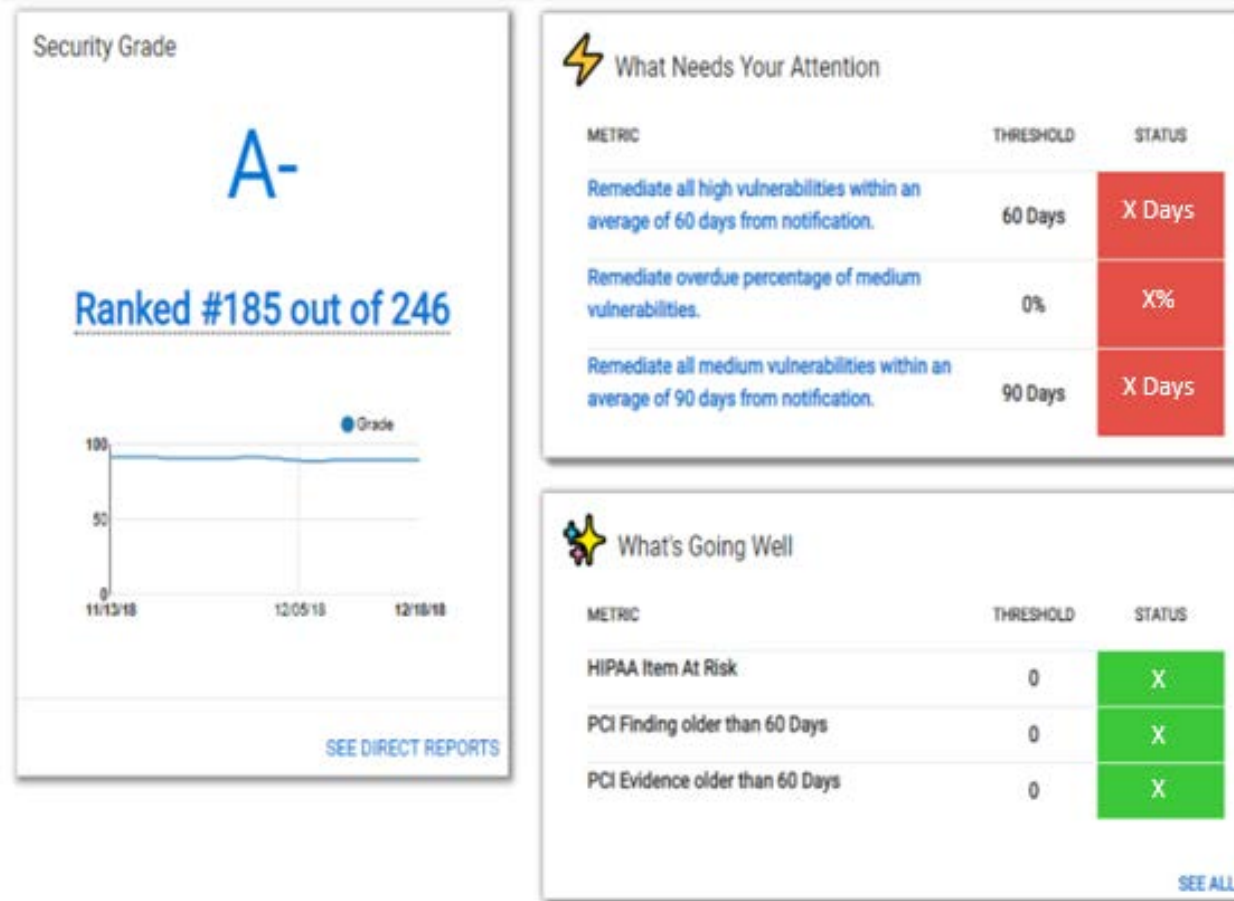 Security Grade
A-
Ranked #185 out of 246
Grade
100
50
0
11/13/18 12/05/18 12/18/18
SEE DIRECT REPORTS
What Needs Your Attention
METRIC THRESHOLD STATUS
Remediate all high vulnerabilities within an
average of 60 days from notification.
60 Days X Days
Remediate overdue percentage of medium
vulnerabilities.
0% X%
Remediate all medium vulnerabilities within an
average of 90 days from notification.
90 Days X Days
What's Going Well
METRIC THRESHOLD STATUS
HIPAA Item At Risk 0 X
PCI Finding older than 60 Days 0 X
PCI Evidence older than 60 Days 0 X
SEE ALL